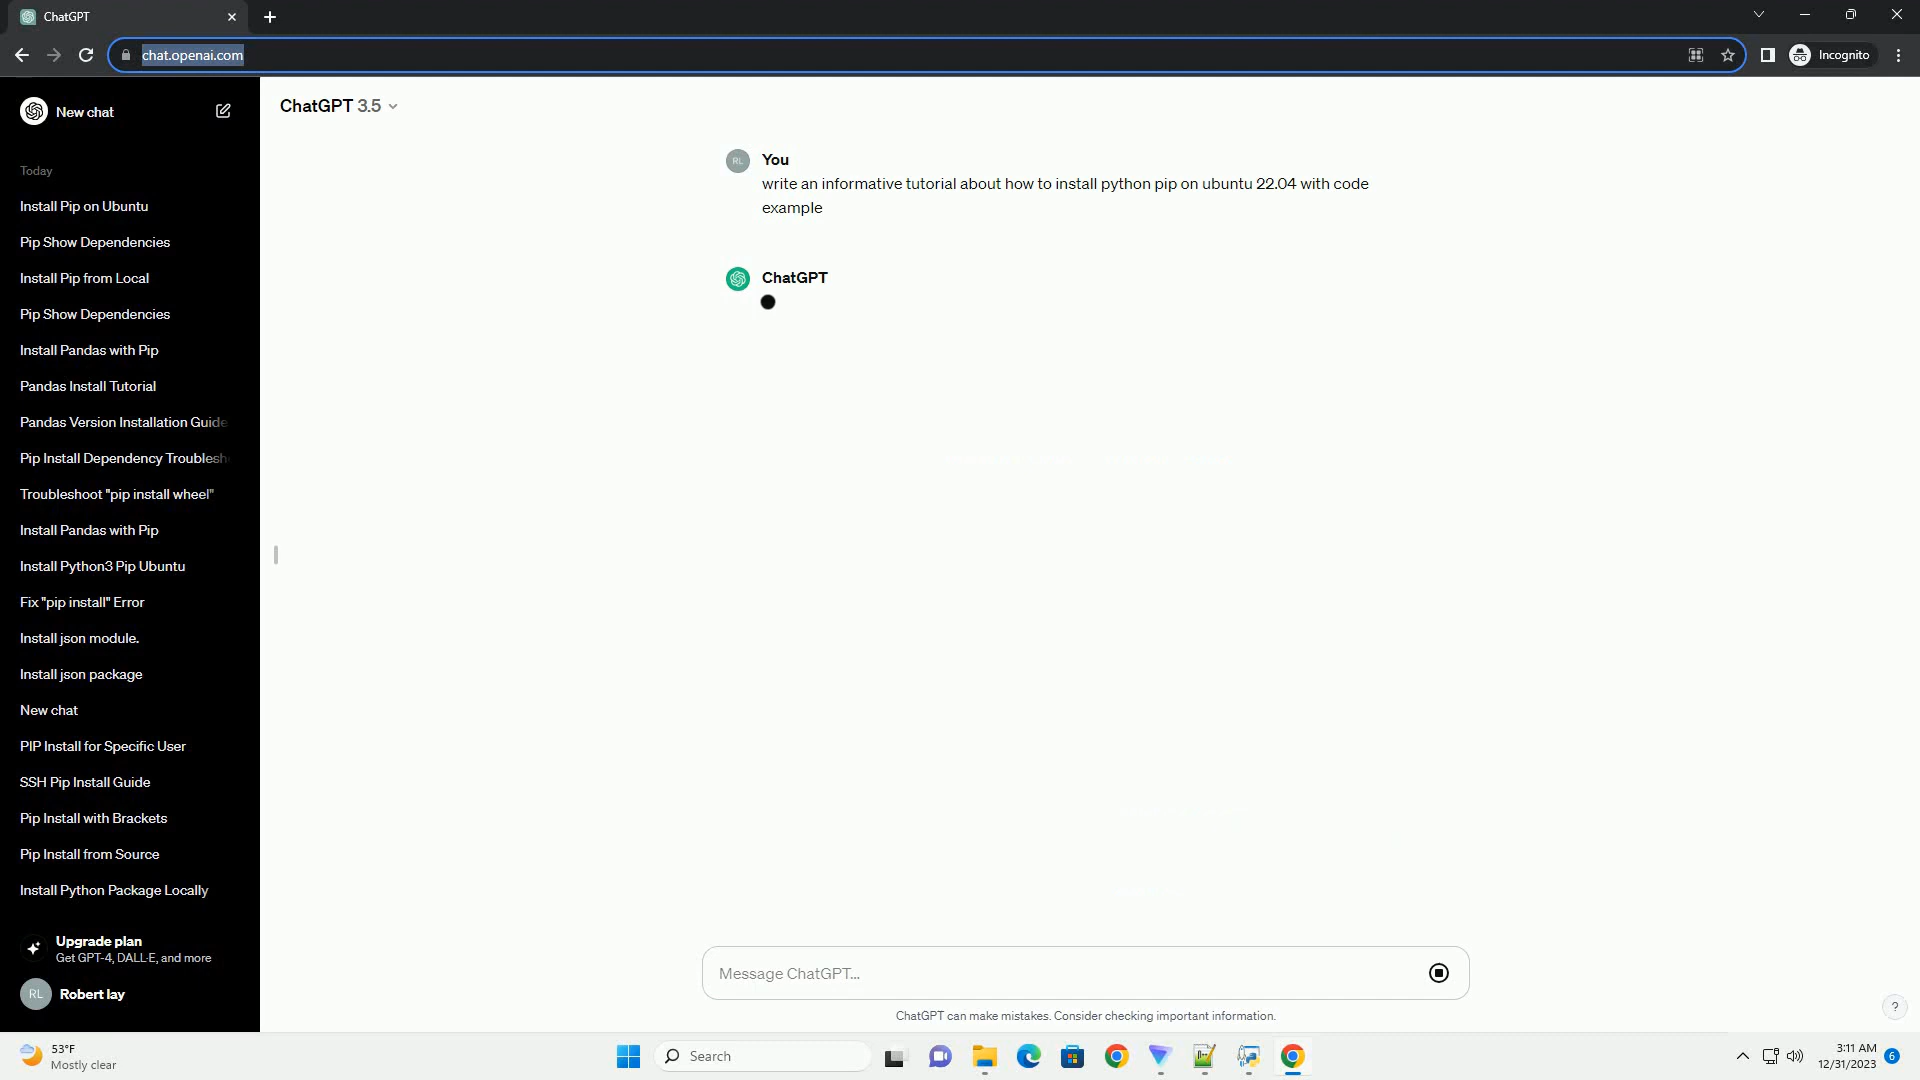 ChatGPT
chat.openai.com
Incognito
New chat
Today
Install Pip on Ubuntu
Pip Show Dependencies
Install Pip from Local
Pip Show Dependencies
Install Pandas with Pip
Pandas Install Tutorial
Pandas Version Installation Guide
Pip Install Dependency Troublesh
Troubleshoot "pip install wheel"
Install Pandas with Pip
Install Python3 Pip Ubuntu
Fix "pip install" Error
Install json module.
Install json package
New chat
PIP Install for Specific User
SSH Pip Install Guide
Pip Install with Brackets
Pip Install from Source
Install Python Package Locally
Upgrade plan
Get GPT-4, DALL·E, and more
RL
Robert lay
ChatGPT 3.5
RL
You
write an informative tutorial about how to install python pip on ubuntu 22.04 with code
example
ChatGPT
Message ChatGPT...
ChatGPT can make mistakes. Consider checking important information.
?
53°F
Mostly clear
Search
3:11 AM
12/31/2023
6